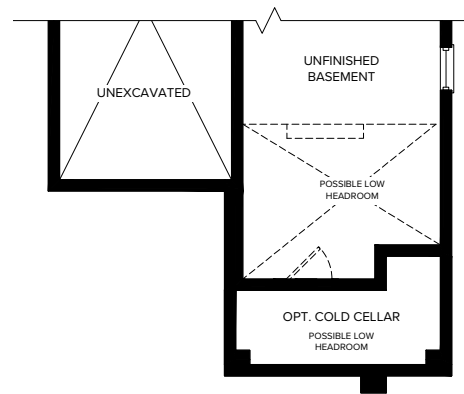 UNFINISHED
BASEMENT
UNEXCAVATED
POSSIBLE LOW
HEADROOM
OPT. COLD CELLAR
POSSIBLE LOW
HEADROOM